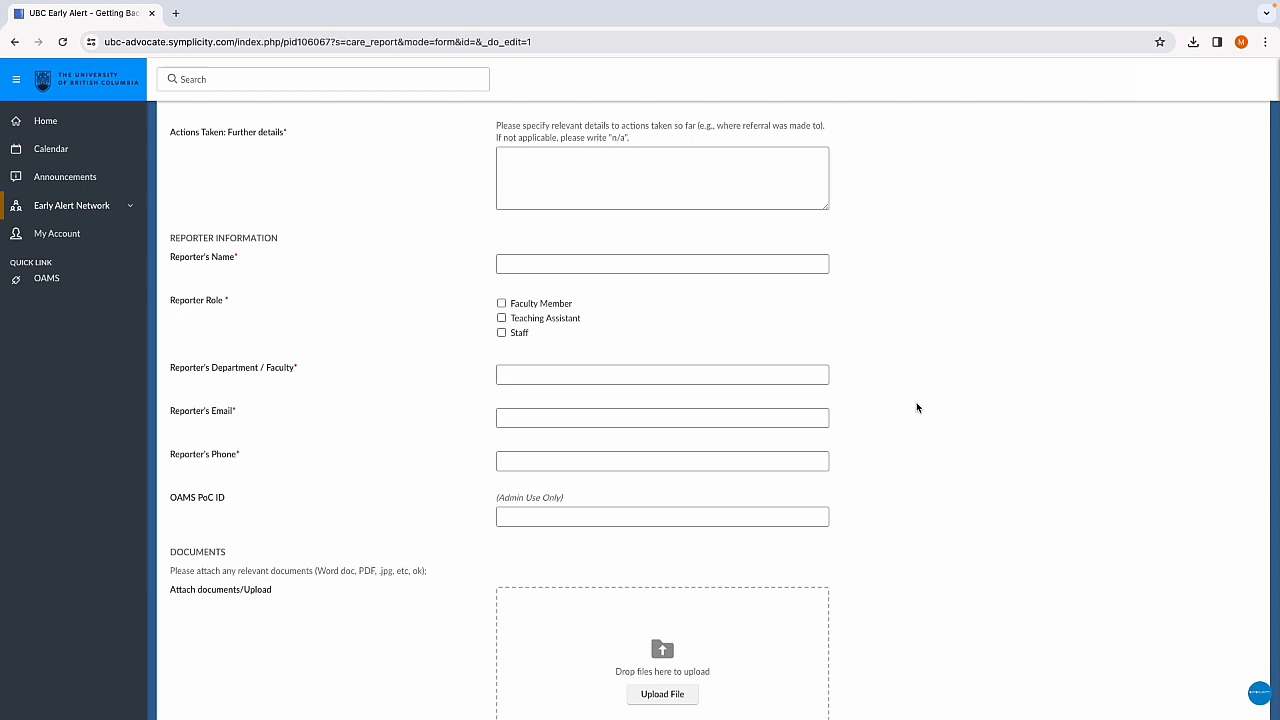 UBC Early Alert - Getting Bac
ubc-advocate.symplicity.com/index.php/pid106067?s=care_report&mode=form&id=&_do_edit=1
M
THE UNIVERSITY
OF BRITISH COLUMBIA
Search
Home
Calendar
Announcements
Early Alert Network
My Account
QUICK LINK
OAMS
Actions Taken: Further details*
Please specify relevant details to actions taken so far (e.g., where referral was made to).
If not applicable, please write "n/a".
REPORTER INFORMATION
Reporter's Name*
Reporter Role *
Faculty Member
Teaching Assistant
Staff
Reporter's Department / Faculty*
Reporter's Email*
Reporter's Phone*
OAMS PoC ID
(Admin Use Only)
DOCUMENTS
Please attach any relevant documents (Word doc, PDF, .jpg, etc, ok);
Attach documents/Upload
Drop files here to upload
Upload File